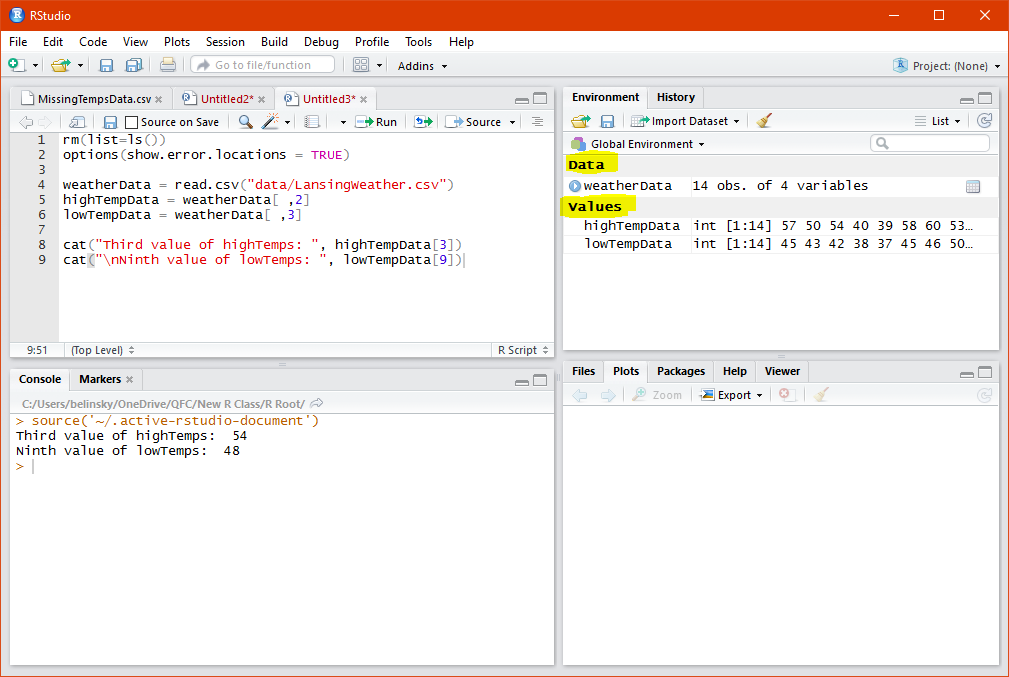 RStudio
File Edit Code View Plots Session Build Debug Profile Tools Help
Go to file/function Addins Project: (None)
MissingTempsData.csv Untitled2* Untitled3*
Source on Save Run Source
1 rm(list=ls())
2 options(show.error.locations = TRUE)
3
4 weatherData = read.csv("data/LansingWeather.csv")
5 highTempData = weatherData[ ,2]
6 lowTempData = weatherData[ ,3]
7
8 cat("Third value of highTemps: ", highTempData[3])
9 cat("\nNinth value of lowTemps: ", lowTempData[9])
9:51 (Top Level) R Script
Console Markers
C:/Users/belinsky/OneDrive/QFC/New R Class/R Root/
> source('~/.active-rstudio-document')
Third value of highTemps:  54
Ninth value of lowTemps:  48
>
Environment History
Import Dataset List
Global Environment
Data
weatherData 14 obs. of 4 variables
Values
highTempData int [1:14] 57 50 54 40 39 58 60 53…
lowTempData int [1:14] 45 43 42 38 37 45 46 50…
Files Plots Packages Help Viewer
Zoom Export